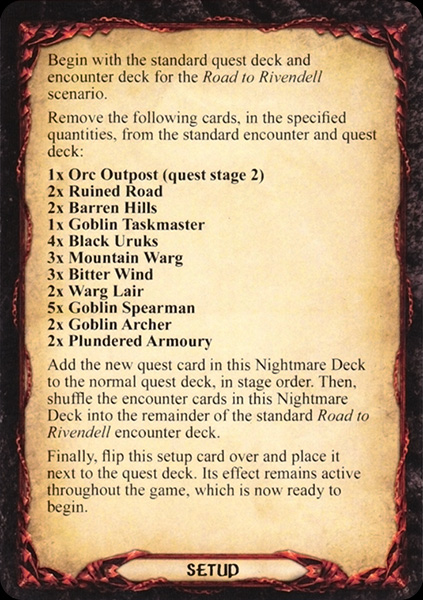 Begin with the standard quest deck and
encounter deck for the Road to Rivendell
scenario.
Remove the following cards, in the specified
quantities, from the standard encounter and quest
deck:
1x Orc Outpost (quest stage 2)
2x Ruined Road
2x Barren Hills
1x Goblin Taskmaster
4x Black Uruks
3x Mountain Warg
3x Bitter Wind
2x Warg Lair
5x Goblin Spearman
2x Goblin Archer
2x Plundered Armoury
Add the new quest card in this Nightmare Deck
to the normal quest deck, in stage order. Then,
shuffle the encounter cards in this Nightmare
Deck into the remainder of the standard Road to
Rivendell encounter deck.
Finally, flip this setup card over and place it
next to the quest deck. Its effect remains active
throughout the game, which is now ready to
begin.
SETUP